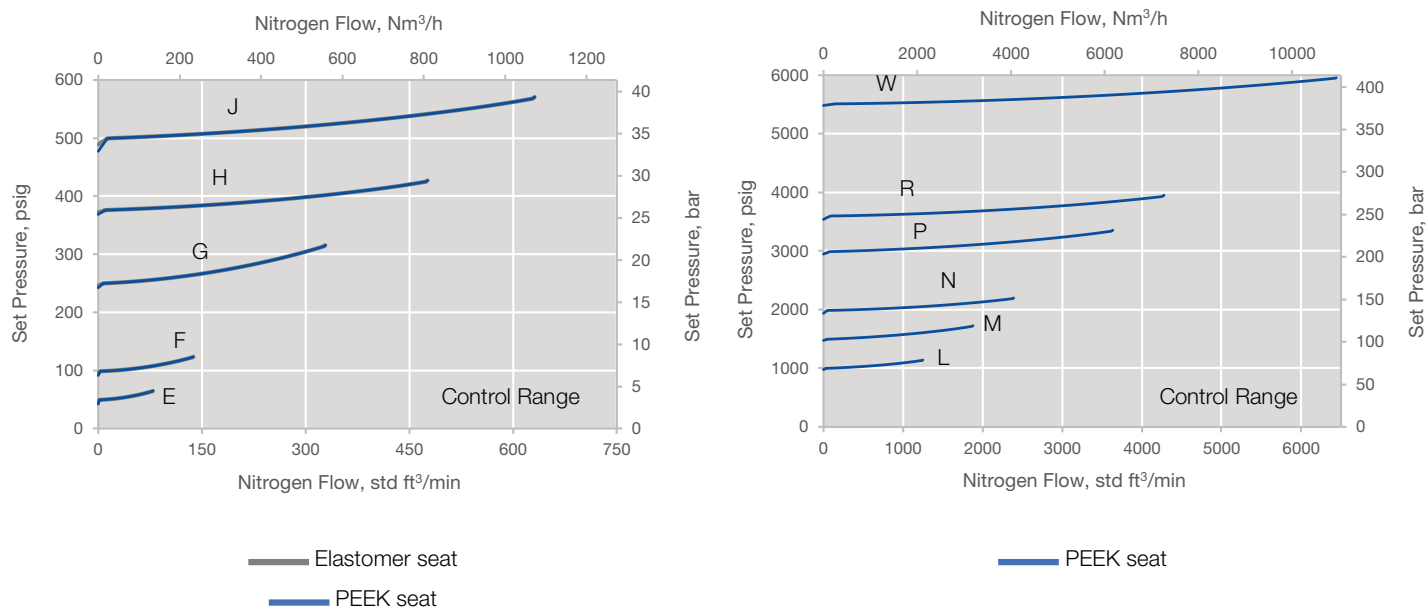 Nitrogen Flow, Nm³/h
0 200 400 600 800 1000 1200
600
500
400
300
200
100
0
Set Pressure, psig
J
H
G
F
E
Control Range
40
35
30
25
20
15
10
5
0
Set Pressure, bar
0 150 300 450 600 750
Nitrogen Flow, std ft³/min
Elastomer seat
PEEK seat
Nitrogen Flow, Nm³/h
0 2000 4000 6000 8000 10000
6000
5000
4000
3000
2000
1000
0
Set Pressure, psig
W
R
P
N
M
L
Control Range
400
350
300
250
200
150
100
50
0
Set Pressure, bar
0 1000 2000 3000 4000 5000 6000
Nitrogen Flow, std ft³/min
PEEK seat